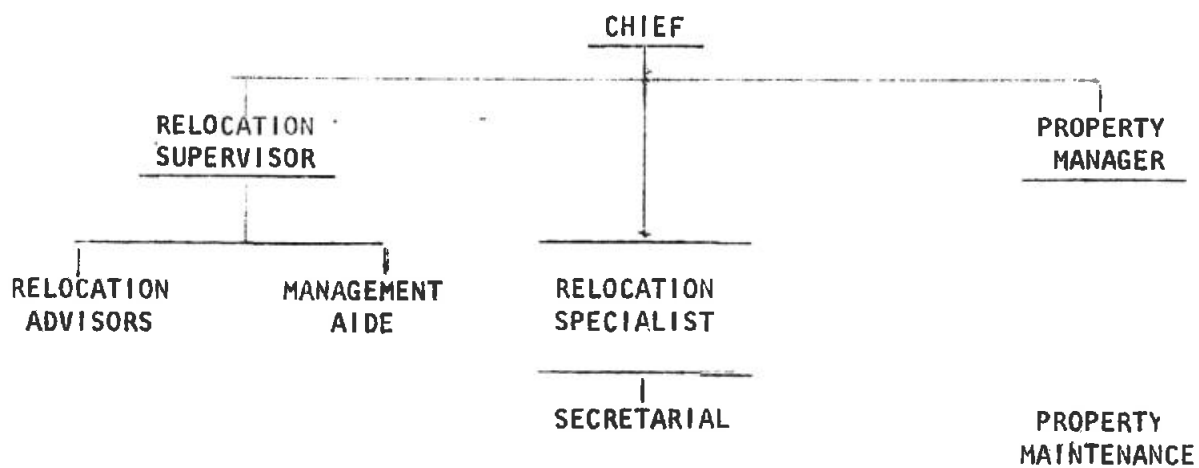 CHIEF
RELOCATION
SUPERVISOR
PROPERTY
MANAGER
RELOCATION
ADVISORS
MANAGEMENT
AIDE
RELOCATION
SPECIALIST
SECRETARIAL
PROPERTY
MAINTENANCE